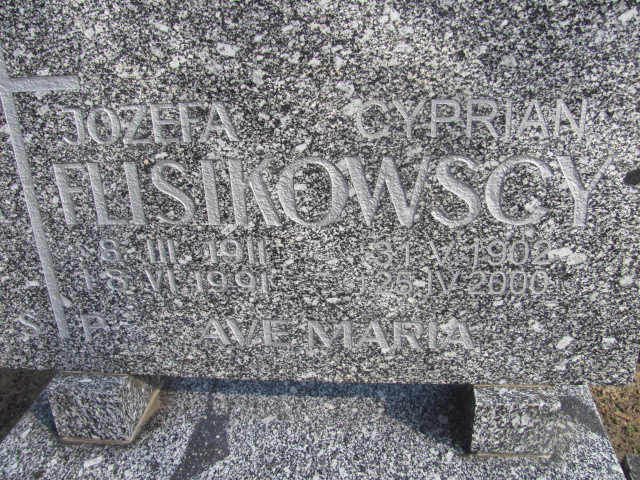 JÓZEFA CYPRIAN
FLISIKOWSCY
8. III. 1911 31. V. 1902
18. VI. 1991 25. IV. 2000
Ś. P. AVE MARIA